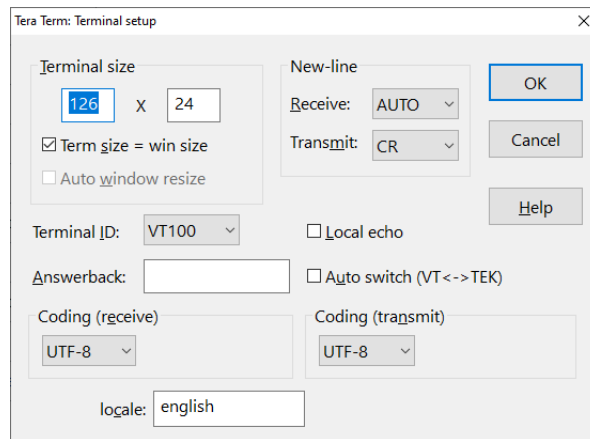 Tera Term: Terminal setup
Terminal size
126 X 24
Term size = win size
Auto window resize
New-line
Receive: AUTO
Transmit: CR
OK
Cancel
Help
Terminal ID: VT100
Local echo
Answerback:
Auto switch (VT<->TEK)
Coding (receive)
UTF-8
Coding (transmit)
UTF-8
locale: english